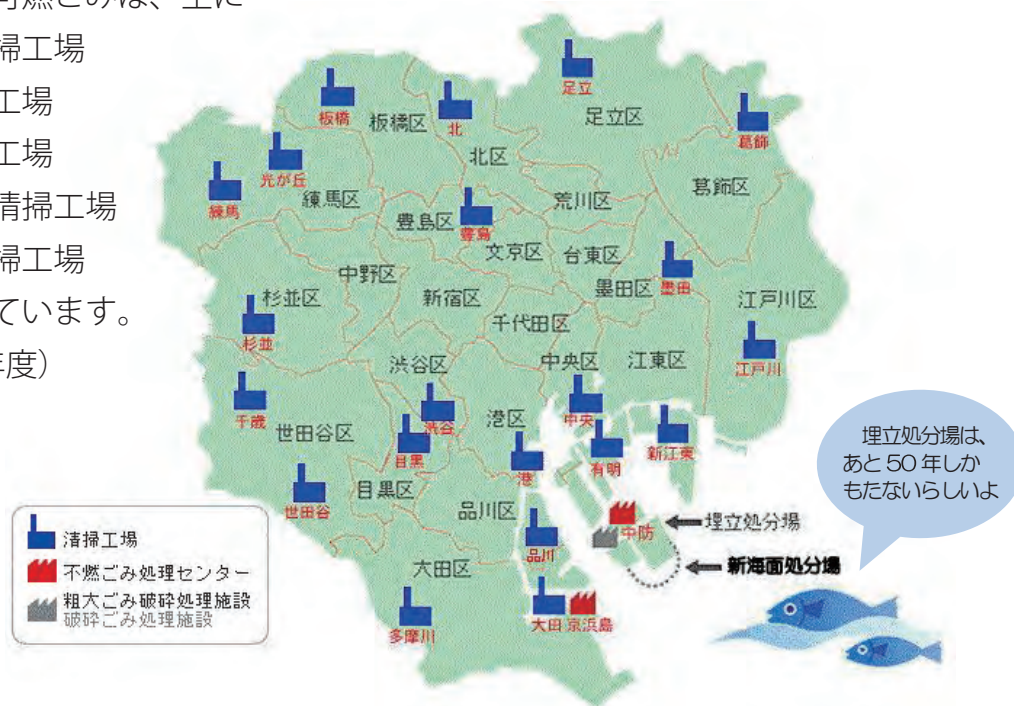 可燃ごみは、主に
掃工場
工場
工場
清掃工場
掃工場
ています。
年度）
足立
板橋
板橋区
北
足立区
葛飾
北区
光が丘
葛飾区
練馬
練馬区
荒川区
豊島区
豊島
文京区
台東区
中野区
墨田区
墨田
杉並区
新宿区
江戸川区
千代田区
杉並
渋谷区
中央区
江東区
江戸川
千歳
世田谷区
渋谷
港区
中央
目黒
有明
新江東
港
目黒区
世田谷
品川区
中防
埋立処分場
品川
新海面処分場
大田区
多摩川
大田
京浜島
埋立処分場は、
あと50年しか
もたないらしいよ
清掃工場
不燃ごみ処理センター
粗大ごみ破砕処理施設
破砕ごみ処理施設